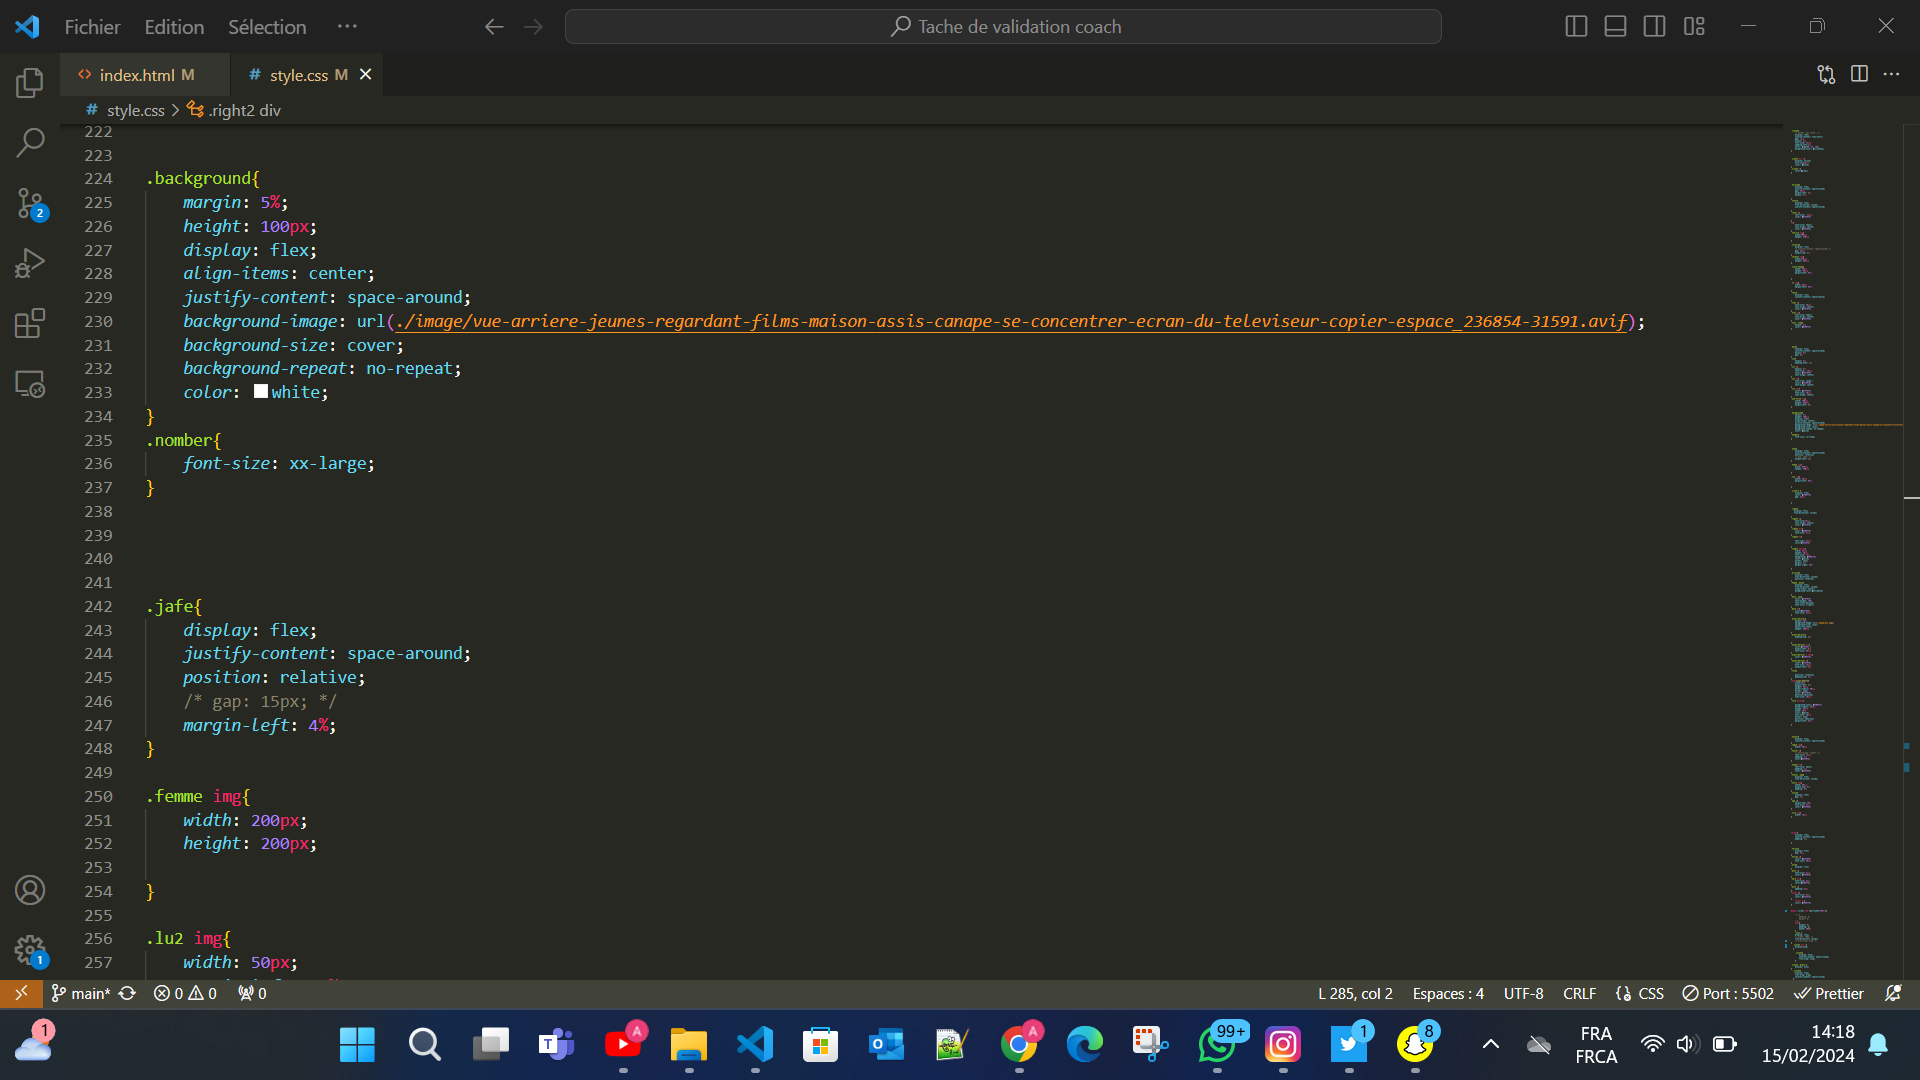 Fichier Edition Sélection ··· Tache de validation coach
index.html M style.css M
style.css > .right2 div
222
223
224 .background{
225 margin: 5%;
226 height: 100px;
227 display: flex;
228 align-items: center;
229 justify-content: space-around;
230 background-image: url(./image/vue-arriere-jeunes-regardant-films-maison-assis-canape-se-concentrer-ecran-du-televiseur-copier-espace_236854-31591.avif);
231 background-size: cover;
232 background-repeat: no-repeat;
233 color: white;
234 }
235 .nomber{
236 font-size: xx-large;
237 }
238
239
240
241
242 .jafe{
243 display: flex;
244 justify-content: space-around;
245 position: relative;
246 /* gap: 15px; */
247 margin-left: 4%;
248 }
249
250 .femme img{
251 width: 200px;
252 height: 200px;
253
254 }
255
256 .lu2 img{
257 width: 50px;
2
1
main* 0 0 0 L 285, col 2 Espaces : 4 UTF-8 CRLF CSS Port : 5502 Prettier
1 A A 99+ 1 8
FRA
FRCA
14:18
15/02/2024